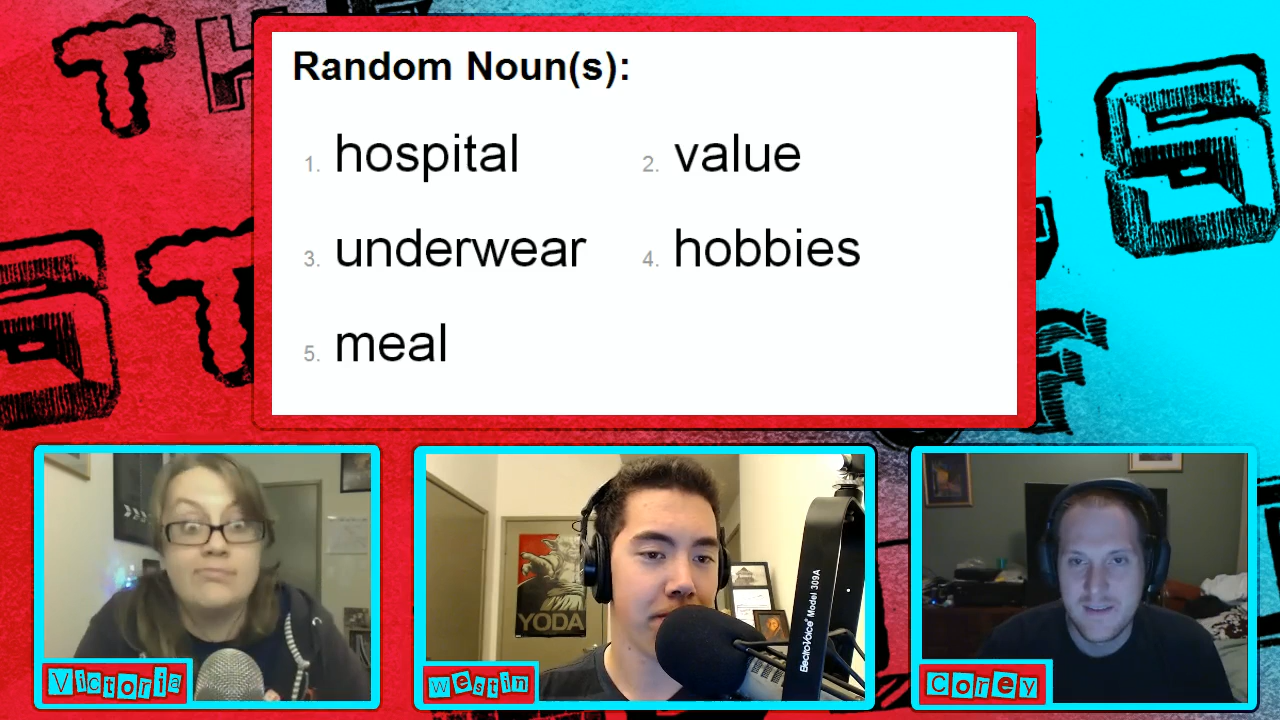 THE
Random Noun(s):
1. hospital 2. value
3. underwear 4. hobbies
5. meal
YODA
ElectroVoice® Model 309A
Victoria
Westin
Corey